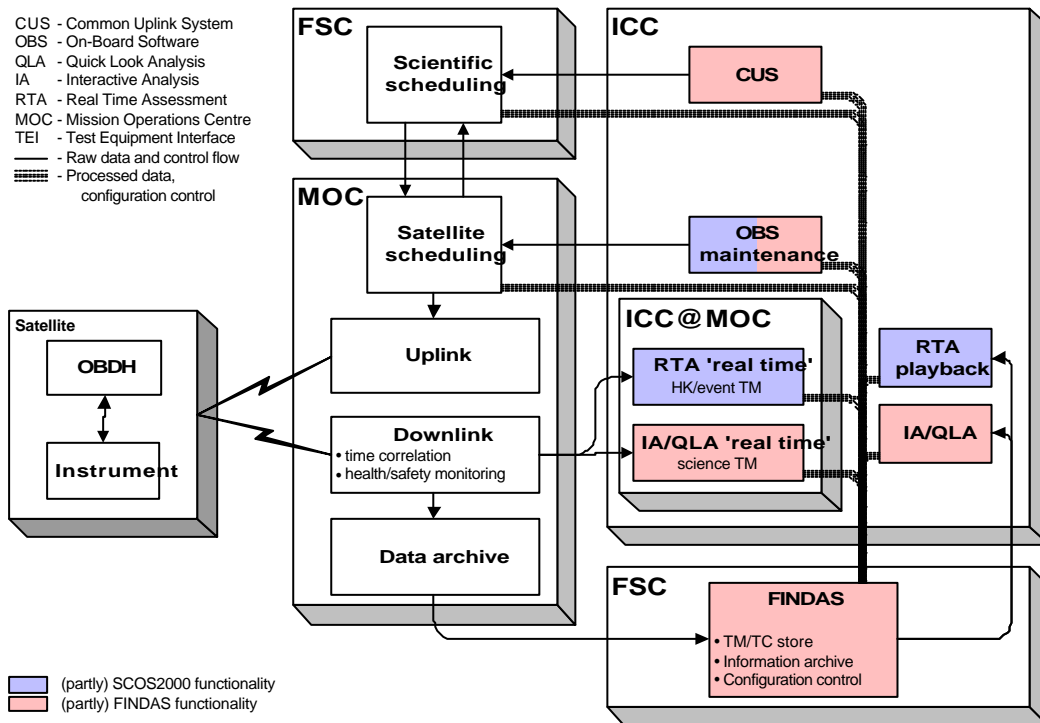 CUS - Common Uplink System
OBS - On-Board Software
QLA - Quick Look Analysis
IA - Interactive Analysis
RTA - Real Time Assessment
MOC - Mission Operations Centre
TEI - Test Equipment Interface
- Raw data and control flow
- Processed data,
configuration control
FSC
Scientific
scheduling
ICC
CUS
MOC
Satellite
scheduling
OBS
maintenance
Satellite
OBDH
Instrument
Uplink
Downlink
• time correlation
• health/safety monitoring
Data archive
ICC@MOC
RTA 'real time'
HK/event TM
IA/QLA 'real time'
science TM
RTA
playback
IA/QLA
FSC
FINDAS
• TM/TC store
• Information archive
• Configuration control
(partly) SCOS2000 functionality
(partly) FINDAS functionality